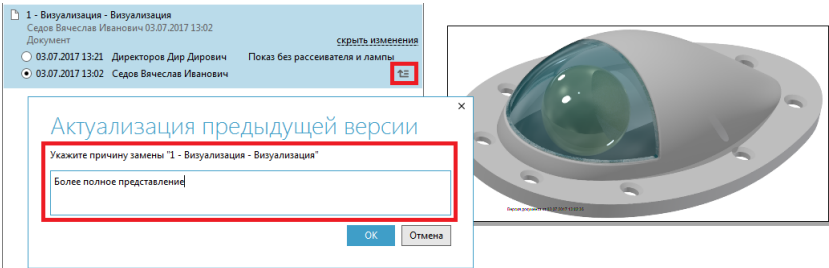 1 - Визуализация - Визуализация
Седов Вячеслав Иванович 03.07.2017 13:02
Документ скрыть изменения
03.07.2017 13:21 Директоров Дир Дирович Показ без рассеивателя и лампы
03.07.2017 13:02 Седов Вячеслав Иванович
Актуализация предыдущей версии
Укажите причину замены "1 - Визуализация - Визуализация"
Более полное представление
ОК Отмена